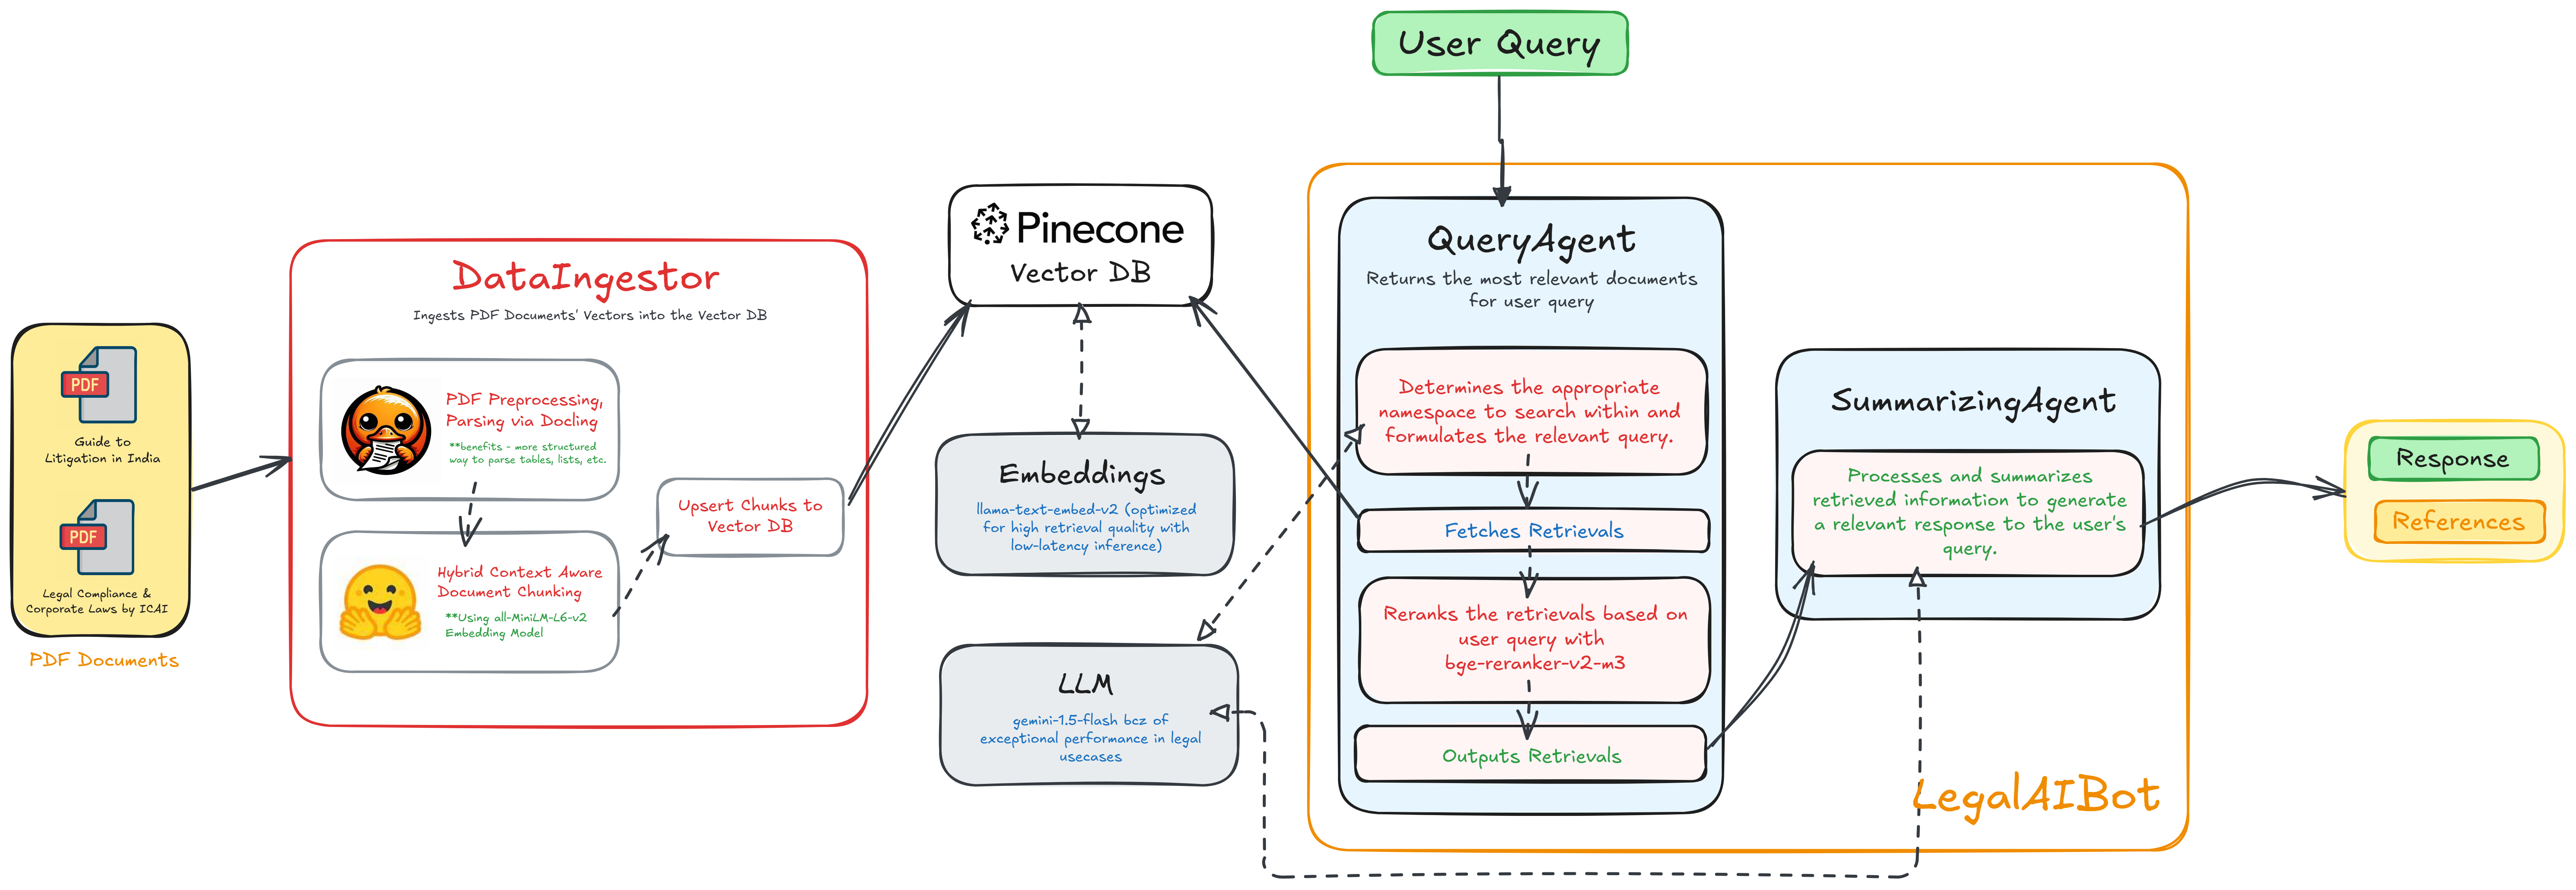 User Query
PDF
Guide to
Litigation in India
PDF
Legal Compliance &
Corporate Laws by ICAI
PDF Documents
DataIngestor
Ingests PDF Documents' Vectors into the Vector DB
PDF Preprocessing,
Parsing via Docling
**benefits - more structured
way to parse tables, lists, etc.
Hybrid Context Aware
Document Chunking
**Using all-MiniLM-L6-v2
Embedding Model
Upsert Chunks to
Vector DB
Pinecone
Vector DB
Embeddings
llama-text-embed-v2 (optimized
for high retrieval quality with
low-latency inference)
LLM
gemini-1.5-flash bcz of
exceptional performance in legal
usecases
QueryAgent
Returns the most relevant documents
for user query
Determines the appropriate
namespace to search within and
formulates the relevant query.
Fetches Retrievals
Reranks the retrievals based on
user query with
bge-reranker-v2-m3
Outputs Retrievals
SummarizingAgent
Processes and summarizes
retrieved information to generate
a relevant response to the user's
query.
LegalAIBot
Response
References